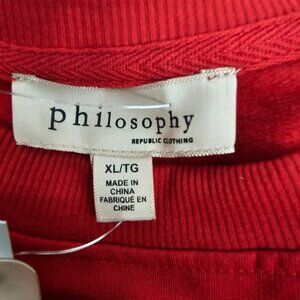 philosophy
REPUBLIC CLOTHING
XL/TG
MADE IN
CHINA
FABRIQUÉ EN
CHINE